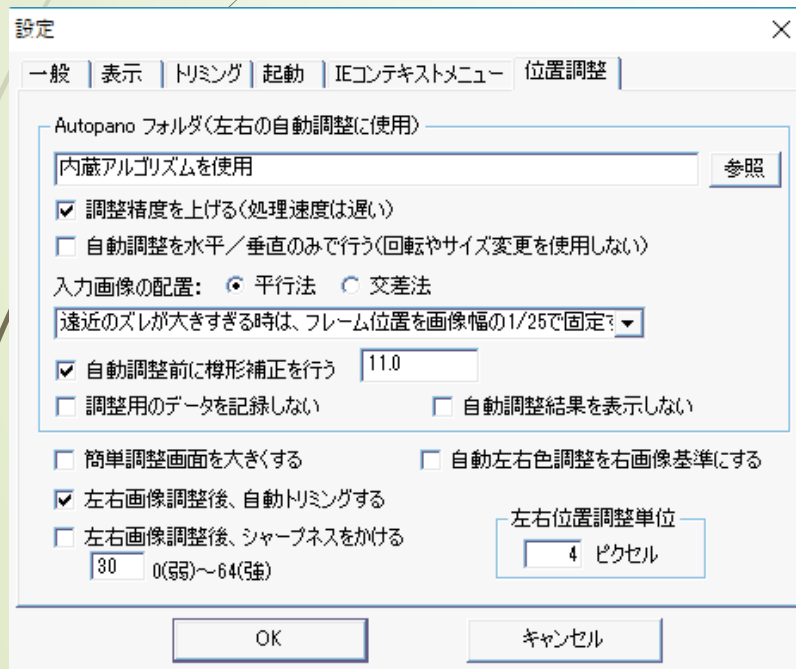 設定
一般 表示 トリミング 起動 IEコンテキストメニュー 位置調整
Autopano フォルダ(左右の自動調整に使用)
内蔵アルゴリズムを使用 参照
調整精度を上げる(処理速度は遅い)
自動調整を水平/垂直のみで行う(回転やサイズ変更を使用しない)
入力画像の配置: 平行法 交差法
遠近のズレが大きすぎる時は、フレーム位置を画像幅の1/25で固定す
自動調整前に樽形補正を行う 11.0
調整用のデータを記録しない 自動調整結果を表示しない
簡単調整画面を大きくする 自動左右色調整を右画像基準にする
左右画像調整後、自動トリミングする
左右位置調整単位
左右画像調整後、シャープネスをかける
4 ピクセル
30 0(弱)~64(強)
OK キャンセル